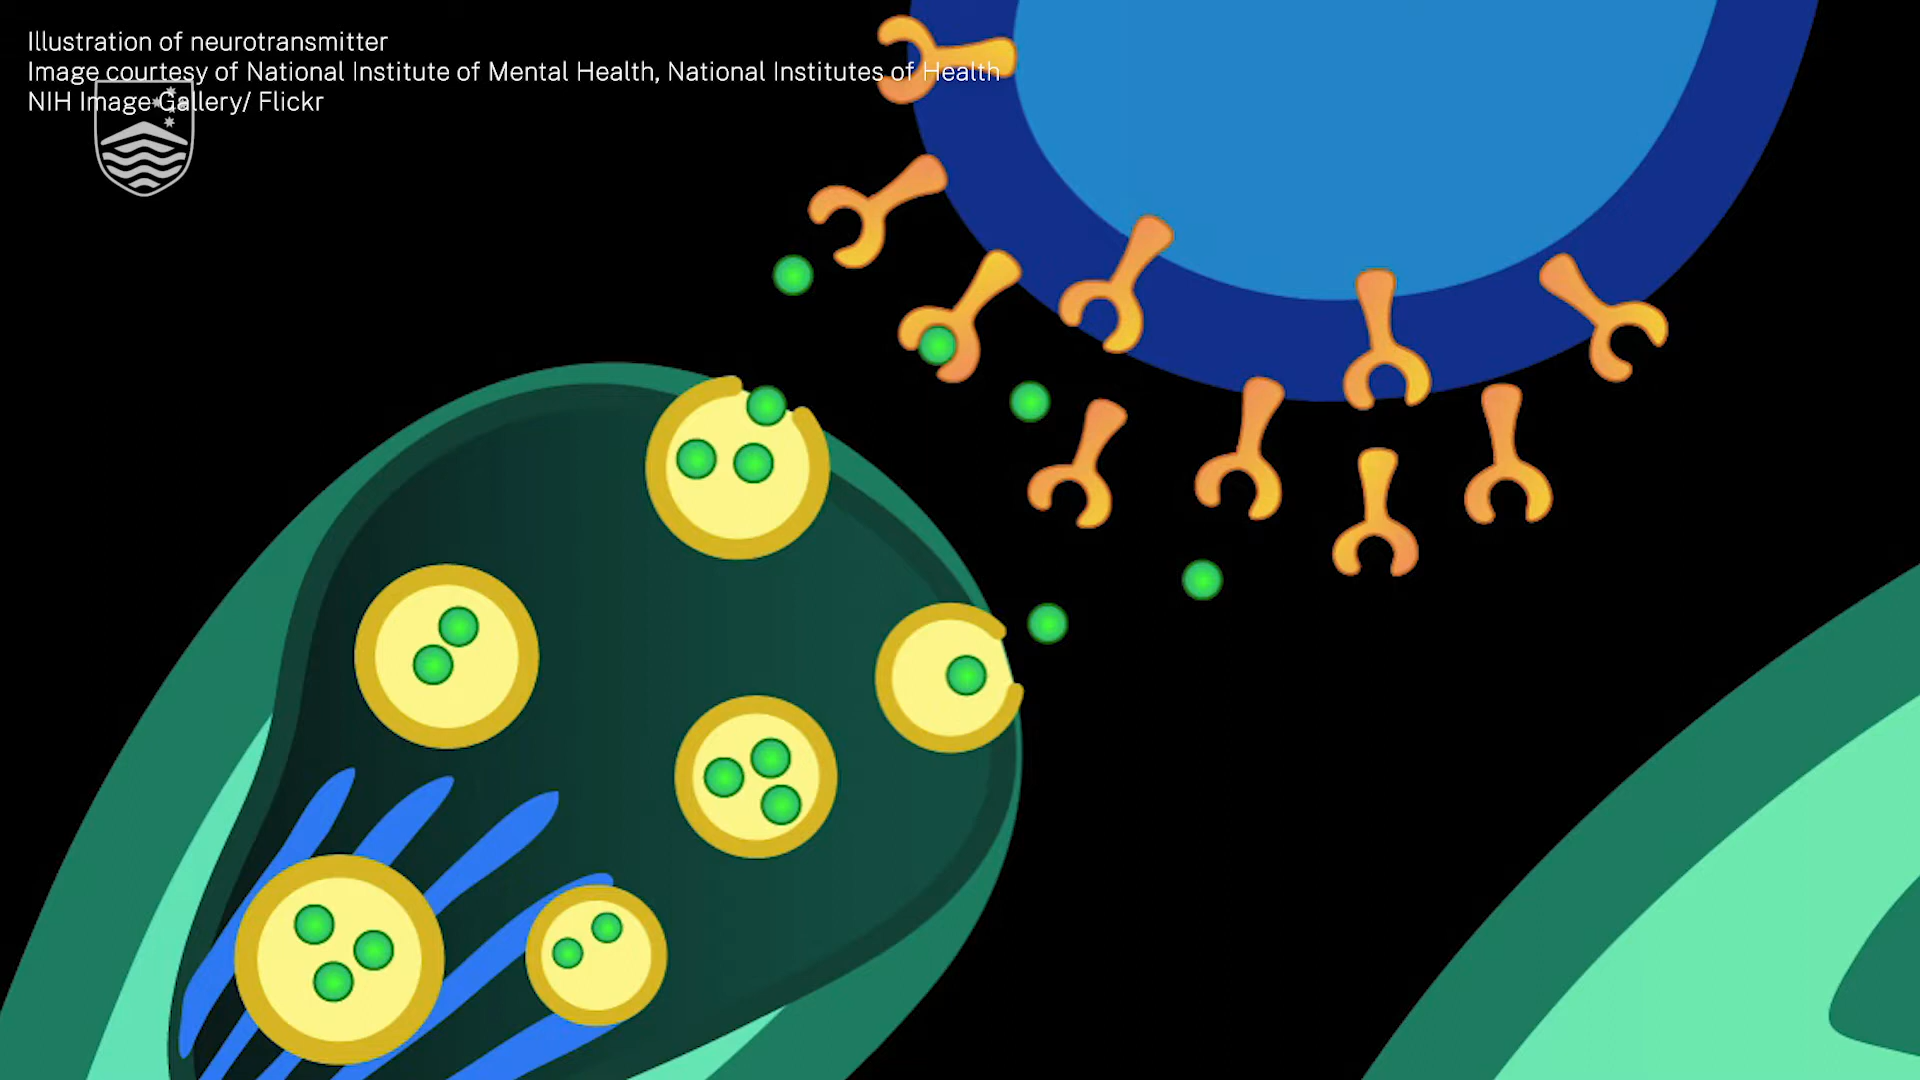 Illustration of neurotransmitter
Image courtesy of National Institute of Mental Health, National Institutes of Health
NIH Image Gallery/ Flickr